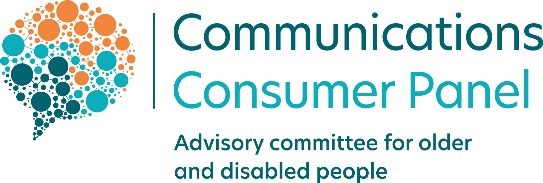 Communications
Consumer Panel
Advisory committee for older
and disabled people